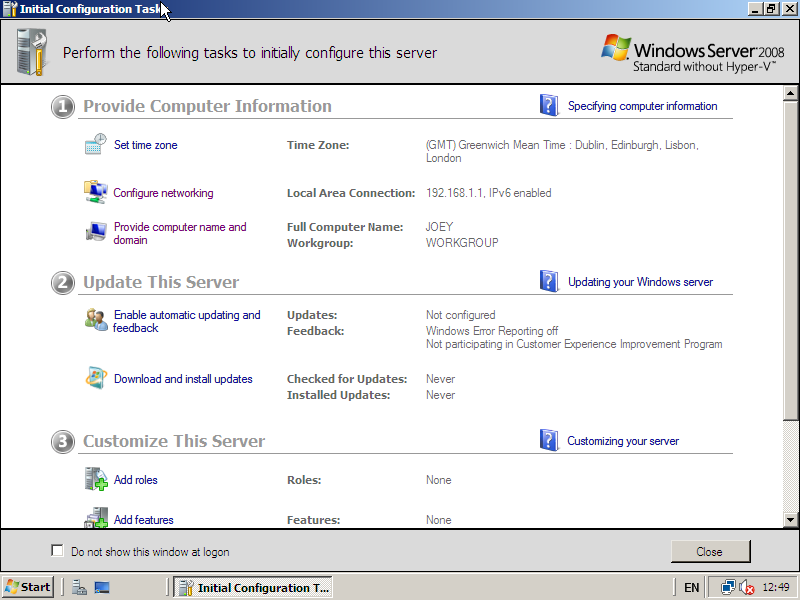 Initial Configuration Task
Perform the following tasks to initially configure this server
Windows Server 2008
Standard without Hyper-V™
1 Provide Computer Information
? Specifying computer information
Set time zone
Time Zone:
(GMT) Greenwich Mean Time : Dublin, Edinburgh, Lisbon,
London
Configure networking
Local Area Connection:
192.168.1.1, IPv6 enabled
Provide computer name and
domain
Full Computer Name:
JOEY
Workgroup:
WORKGROUP
2 Update This Server
? Updating your Windows server
Enable automatic updating and
feedback
Updates:
Not configured
Feedback:
Windows Error Reporting off
Not participating in Customer Experience Improvement Program
Download and install updates
Checked for Updates:
Never
Installed Updates:
Never
3 Customize This Server
? Customizing your server
Add roles
Roles:
None
Add features
Features:
None
Do not show this window at logon
Close
Start
Initial Configuration T...
EN
12:49